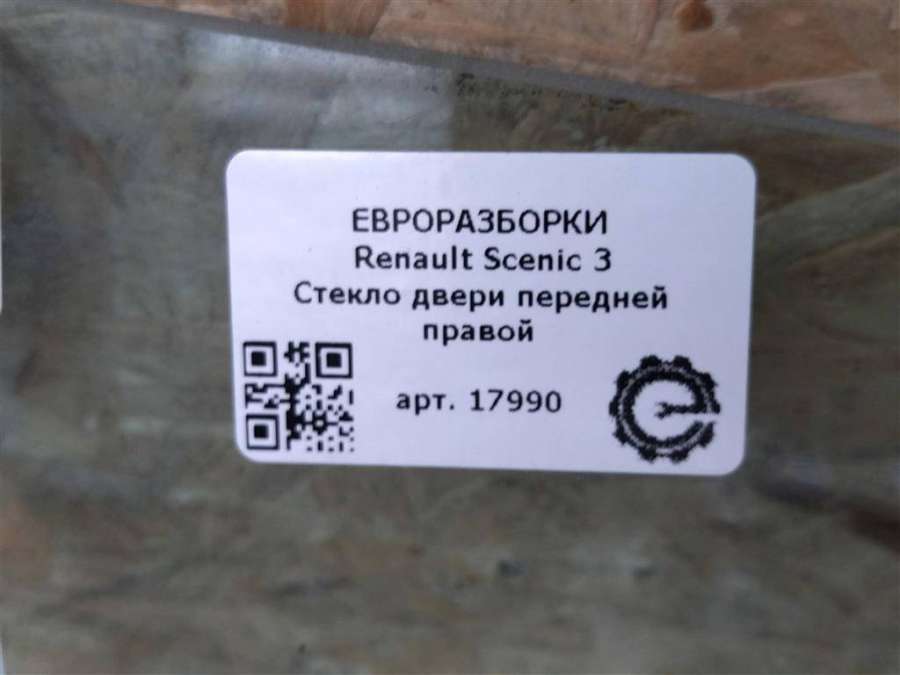 ЕВРОРАЗБОРКИ
Renault Scenic 3
Стекло двери передней
правой
арт. 17990